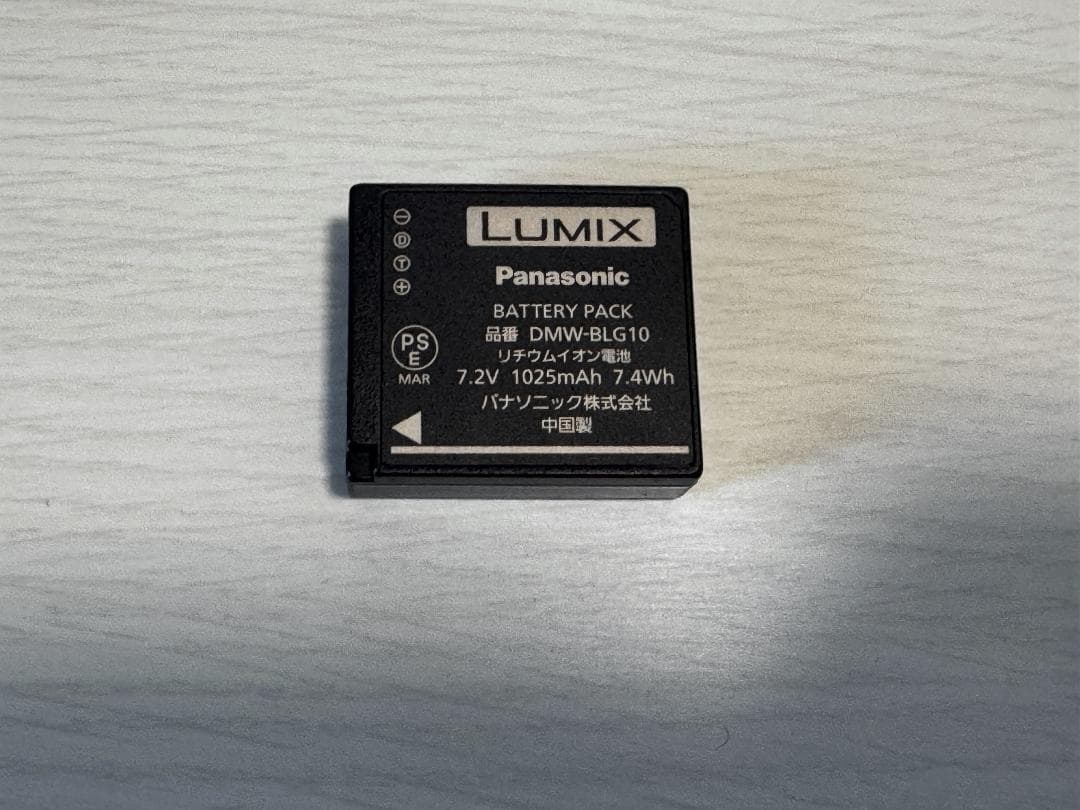 LUMIX
Panasonic
BATTERY PACK
品番 DMW-BLG10
リチウムイオン電池
7.2V 1025mAh 7.4Wh
パナソニック株式会社
中国製
⊖
D
T
⊕
PS
E
MAR